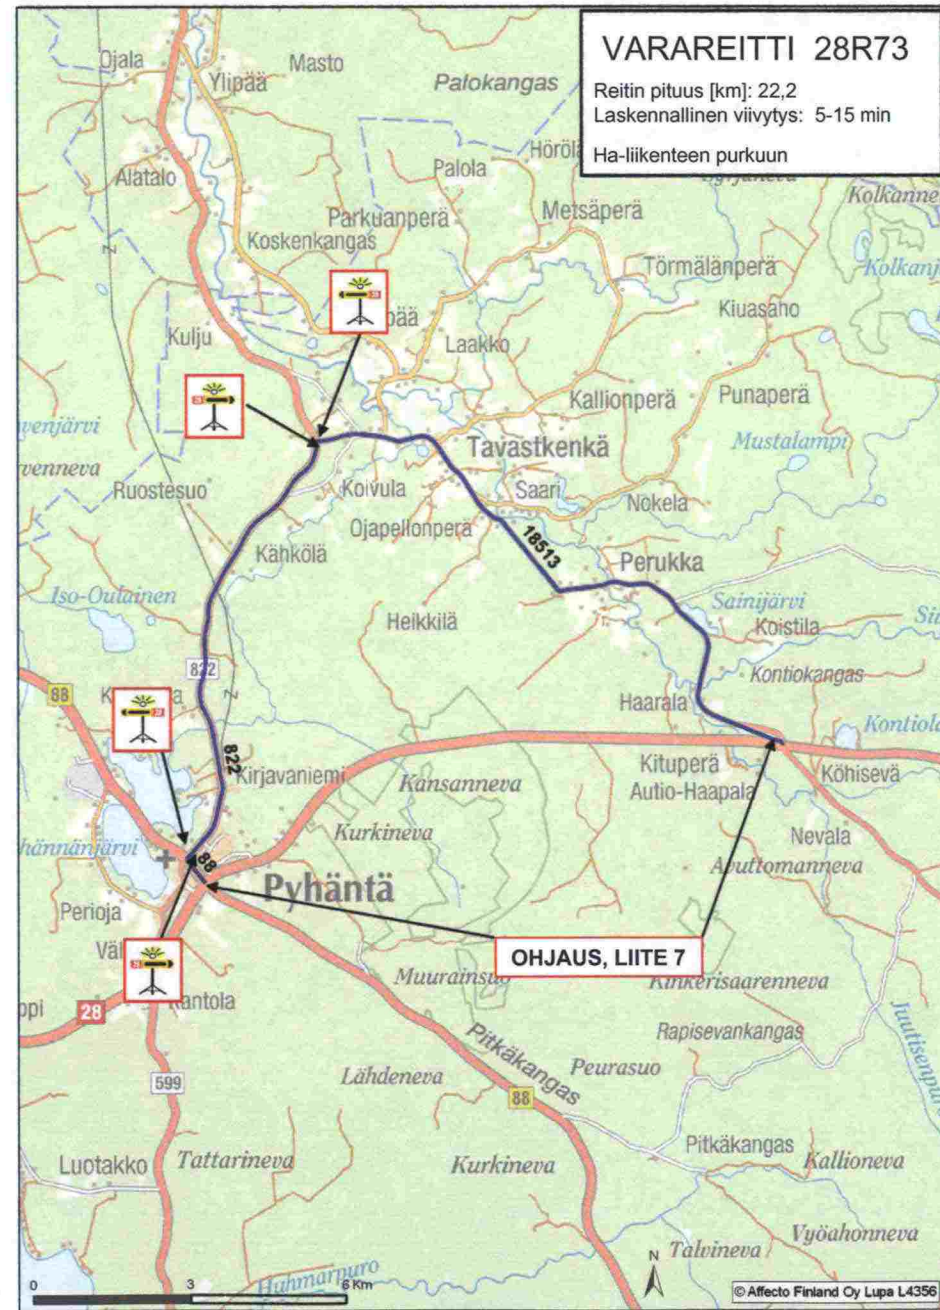 VARAREITTI 28R73
Reitin pituus [km]: 22,2
Laskennallinen viivytys: 5-15 min
Ha-liikenteen purkuun
Ojala
Masto
Ylipää
Palokangas
Alatalo
Palola
Metsäperä
Parkuanperä
Koskenkangas
Törmälänperä
Kiuasaho
Kulju
Laakko
Kallionperä
Punaperä
Tavastkenkä
Mustalampi
Ruostesuo
Koivula
Saari
Nokela
Ojapellonperä
Kähkölä
18513
Perukka
Iso-Oulainen
Heikkilä
Sainijärvi
Koistila
822
Kontiokangas
88
Haarala
822
Kirjavaniemi
Kansanneva
Kituperä
Autio-Haapala
Köhisevä
Kurkineva
Nevala
88
Pyhäntä
Avuttomanneva
Perioja
OHJAUS, LIITE 7
Muurainsuo
Kinkerisaarenneva
Kantola
28
Pitkäkangas
Rapisevankangas
Peurasuo
Lähdeneva
599
88
Luotakko
Tattarineva
Kurkineva
Pitkäkangas
Kallioneva
Vyöahonneva
Talvineva
Huhmarpuro
N
0 3 6 Km
© Affecto Finland Oy Lupa L4356